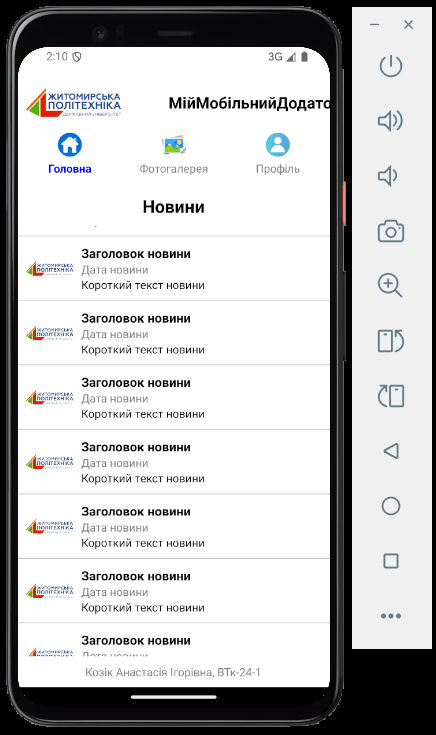 2:10
3G
ЖИТОМИРСЬКА
ПОЛІТЕХНІКА
ДЕРЖАВНИЙ УНІВЕРСИТЕТ
МійМобільнийДодато
Головна
Фотогалерея
Профіль
Новини
ЖИТОМИРСЬКА
ПОЛІТЕХНІКА
Заголовок новини
Дата новини
Короткий текст новини
ЖИТОМИРСЬКА
ПОЛІТЕХНІКА
Заголовок новини
Дата новини
Короткий текст новини
ЖИТОМИРСЬКА
ПОЛІТЕХНІКА
Заголовок новини
Дата новини
Короткий текст новини
ЖИТОМИРСЬКА
ПОЛІТЕХНІКА
Заголовок новини
Дата новини
Короткий текст новини
ЖИТОМИРСЬКА
ПОЛІТЕХНІКА
Заголовок новини
Дата новини
Короткий текст новини
ЖИТОМИРСЬКА
ПОЛІТЕХНІКА
Заголовок новини
Дата новини
Короткий текст новини
ЖИТОМИРСЬКА
Заголовок новини
Дата новини
Козік Анастасія Ігорівна, ВТк-24-1